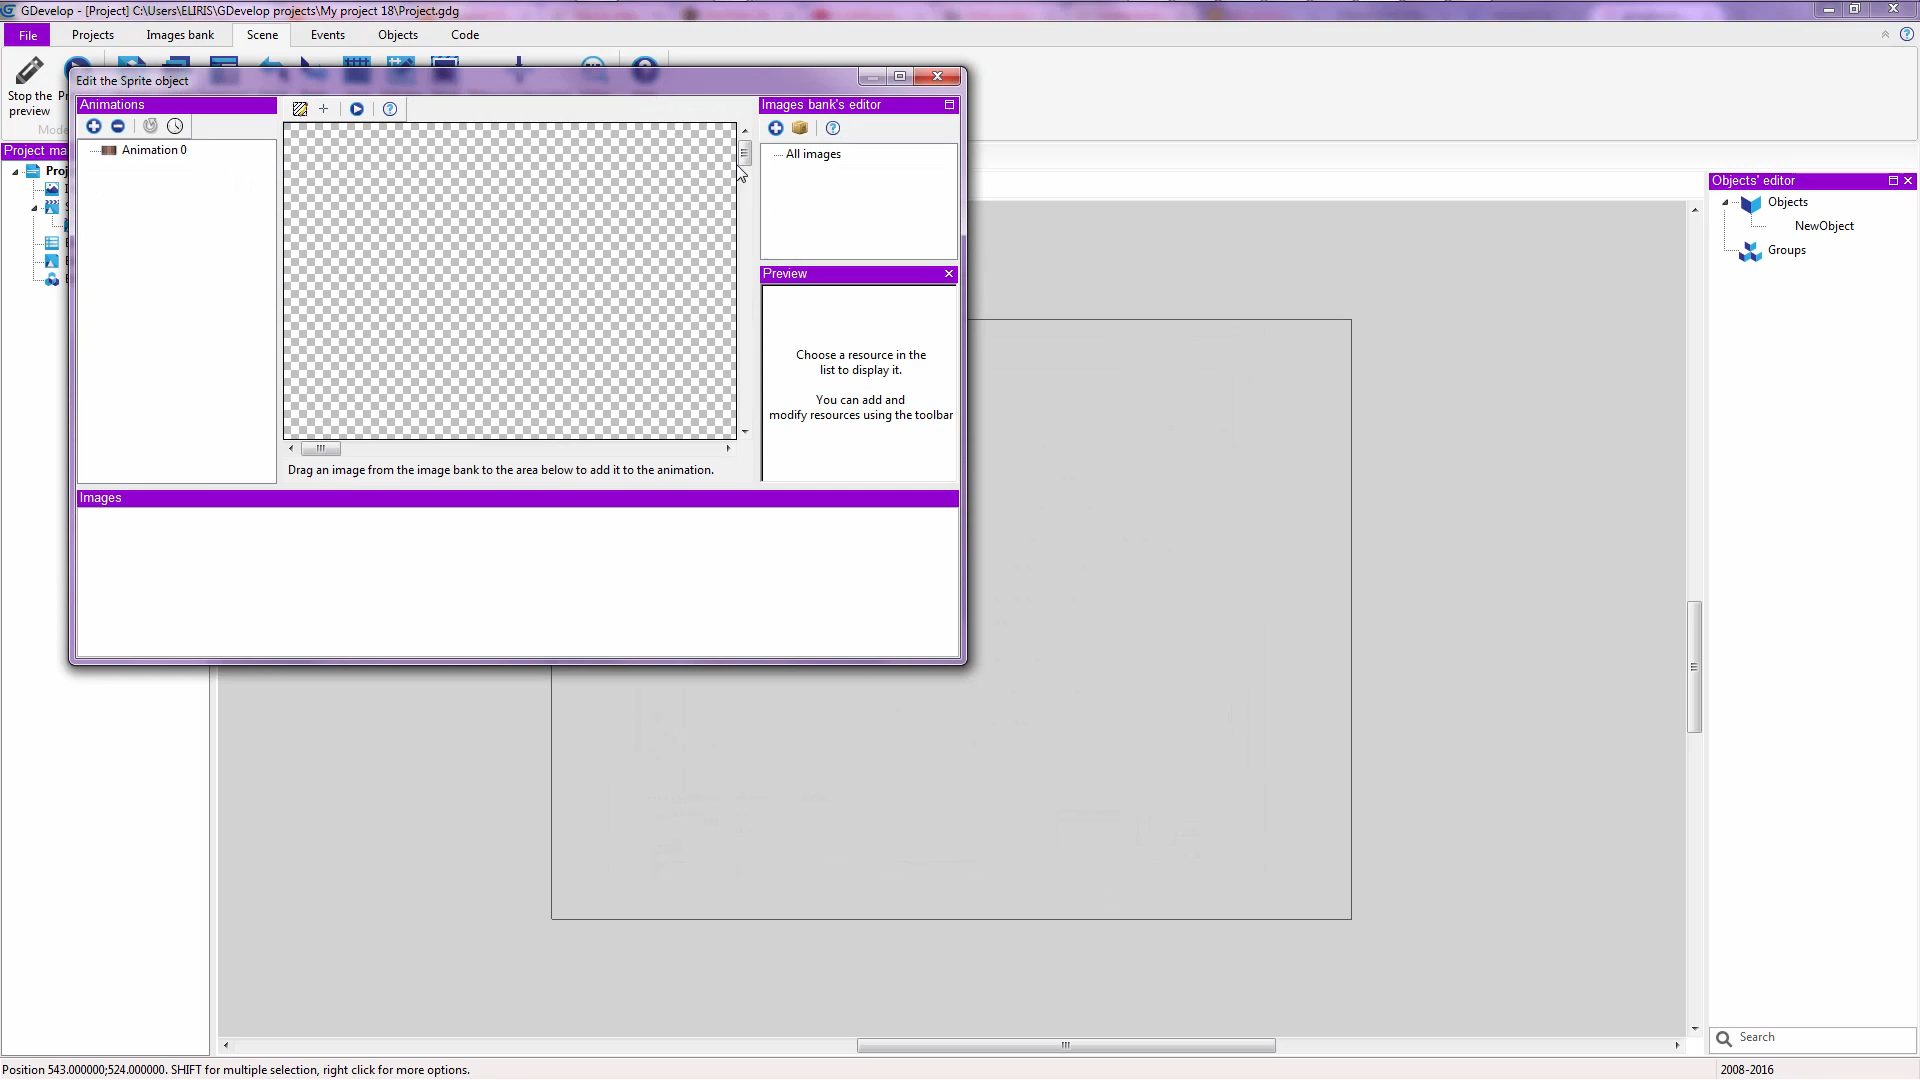 GDevelop - [Project] C:\Users\ELIRIS\GDevelop projects\My project 18\Project.gdg
File
Projects
Images bank
Scene
Events
Objects
Code
Stop the
preview
Edit the Sprite object
Animations
Images bank's editor
Animation 0
All images
Preview
Choose a resource in the
list to display it.
You can add and
modify resources using the toolbar
Drag an image from the image bank to the area below to add it to the animation.
Images
Objects' editor
Objects
NewObject
Groups
Search
Position 543.000000;524.000000. SHIFT for multiple selection, right click for more options.
2008-2016